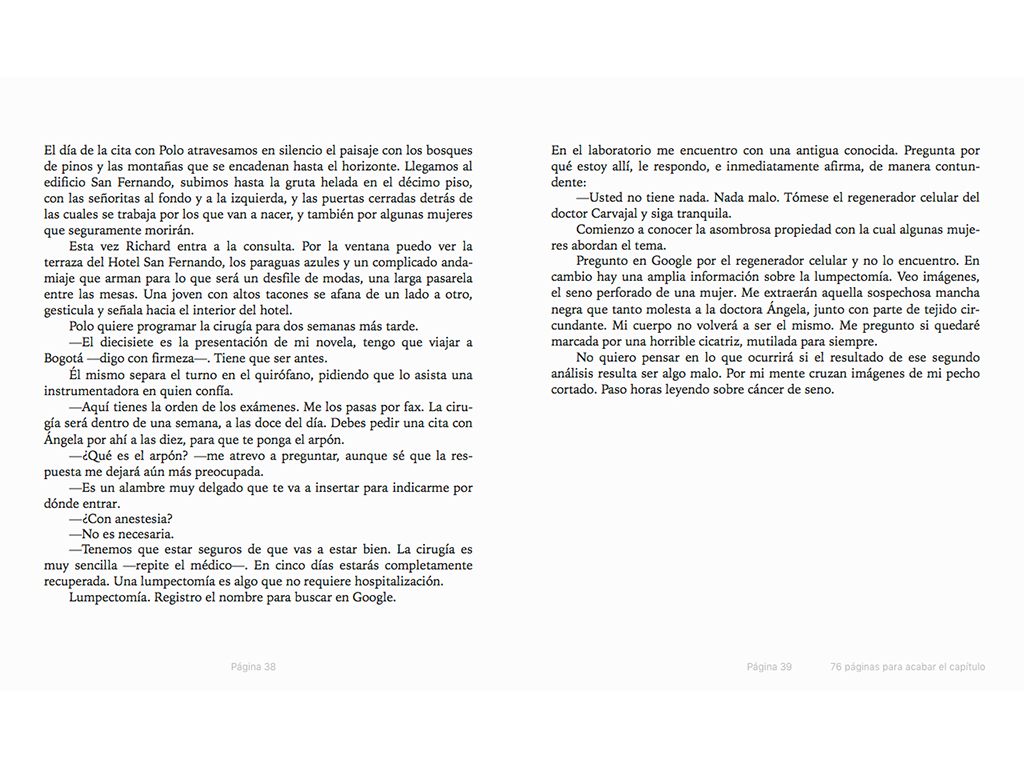 El día de la cita con Polo atravesamos en silencio el paisaje con los bosques
de pinos y las montañas que se encadenan hasta el horizonte. Llegamos al
edificio San Fernando, subimos hasta la gruta helada en el décimo piso,
con las señoritas al fondo y a la izquierda, y las puertas cerradas detrás de
las cuales se trabaja por los que van a nacer, y también por algunas mujeres
que seguramente morirán.
Esta vez Richard entra a la consulta. Por la ventana puedo ver la
terraza del Hotel San Fernando, los paraguas azules y un complicado anda-
miaje que arman para lo que será un desfile de modas, una larga pasarela
entre las mesas. Una joven con altos tacones se afana de un lado a otro,
gesticula y señala hacia el interior del hotel.
Polo quiere programar la cirugía para dos semanas más tarde.
—El diecisiete es la presentación de mi novela, tengo que viajar a
Bogotá —digo con firmeza—. Tiene que ser antes.
Él mismo separa el turno en el quirófano, pidiendo que lo asista una
instrumentadora en quien confía.
—Aquí tienes la orden de los exámenes. Me los pasas por fax. La ciru-
gía será dentro de una semana, a las doce del día. Debes pedir una cita con
Ángela por ahí a las diez, para que te ponga el arpón.
—¿Qué es el arpón? —me atrevo a preguntar, aunque sé que la res-
puesta me dejará aún más preocupada.
—Es un alambre muy delgado que te va a insertar para indicarme por
dónde entrar.
—¿Con anestesia?
—No es necesaria.
—Tenemos que estar seguros de que vas a estar bien. La cirugía es
muy sencilla —repite el médico—. En cinco días estarás completamente
recuperada. Una lumpectomía es algo que no requiere hospitalización.
Lumpectomía. Registro el nombre para buscar en Google.
Página 38
En el laboratorio me encuentro con una antigua conocida. Pregunta por
qué estoy allí, le respondo, e inmediatamente afirma, de manera contun-
dente:
—Usted no tiene nada. Nada malo. Tómese el regenerador celular del
doctor Carvajal y siga tranquila.
Comienzo a conocer la asombrosa propiedad con la cual algunas muje-
res abordan el tema.
Pregunto en Google por el regenerador celular y no lo encuentro. En
cambio hay una amplia información sobre la lumpectomía. Veo imágenes,
el seno perforado de una mujer. Me extraerán aquella sospechosa mancha
negra que tanto molesta a la doctora Ángela, junto con parte de tejido cir-
cundante. Mi cuerpo no volverá a ser el mismo. Me pregunto si quedaré
marcada por una horrible cicatriz, mutilada para siempre.
No quiero pensar en lo que ocurrirá si el resultado de ese segundo
análisis resulta ser algo malo. Por mi mente cruzan imágenes de mi pecho
cortado. Paso horas leyendo sobre cáncer de seno.
Página 39
76 páginas para acabar el capítulo